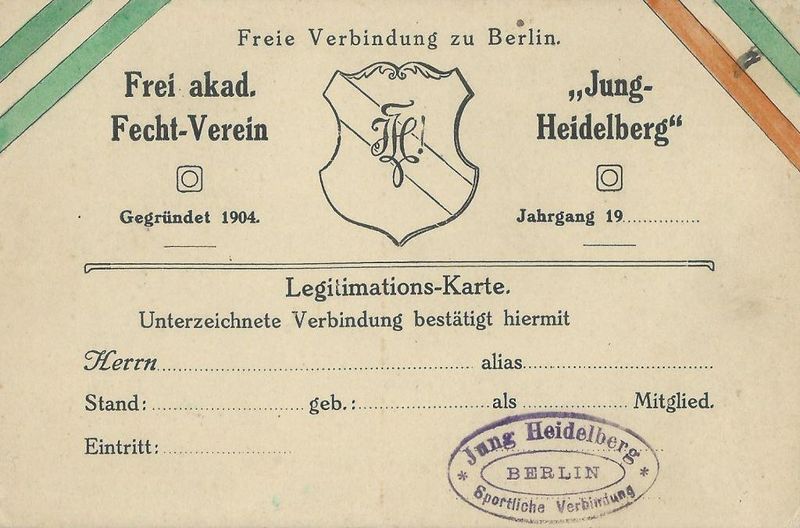 Freie Verbindung zu Berlin.
Frei akad.
Fecht-Verein
„Jung-
Heidelberg“
Gegründet 1904.
Jahrgang 19
Legitimations-Karte.
Unterzeichnete Verbindung bestätigt hiermit
Herrn alias
Stand: geb.: als Mitglied.
Eintritt:
Jung Heidelberg
* BERLIN *
Sportliche Verbindung